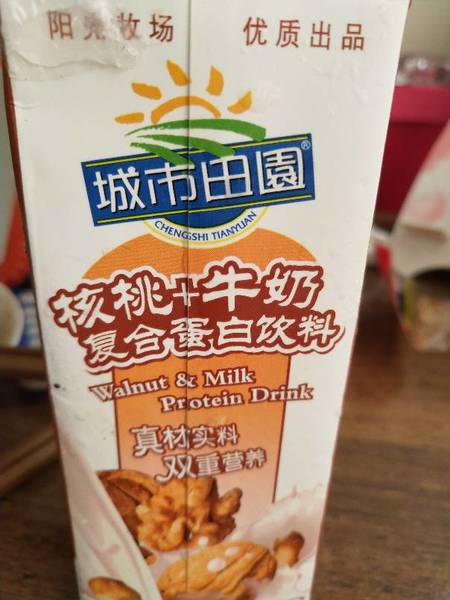 阳光牧场 优质出品
城市田園®
CHENGSHI TIANYUAN
核桃+牛奶
复合蛋白饮料
Walnut & Milk
Protein Drink
真材实料
双重营养